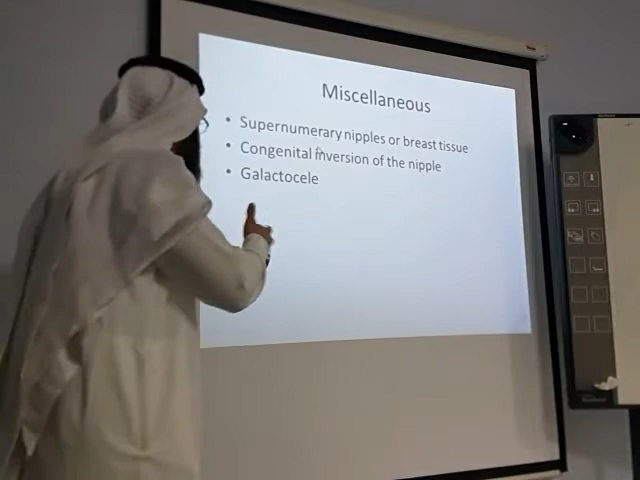 Miscellaneous
• Supernumerary nipples or breast tissue
• Congenital inversion of the nipple
• Galactocele